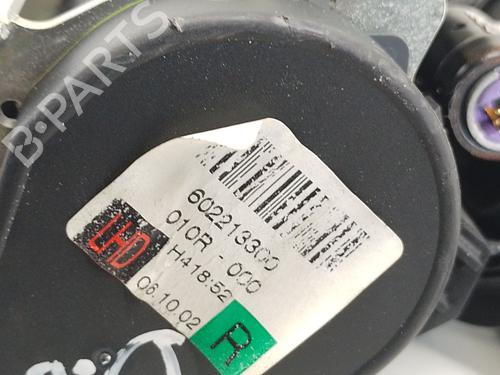 B-PARTS
602213300
010R - 000
LHD
H418:52
06.10.02
R